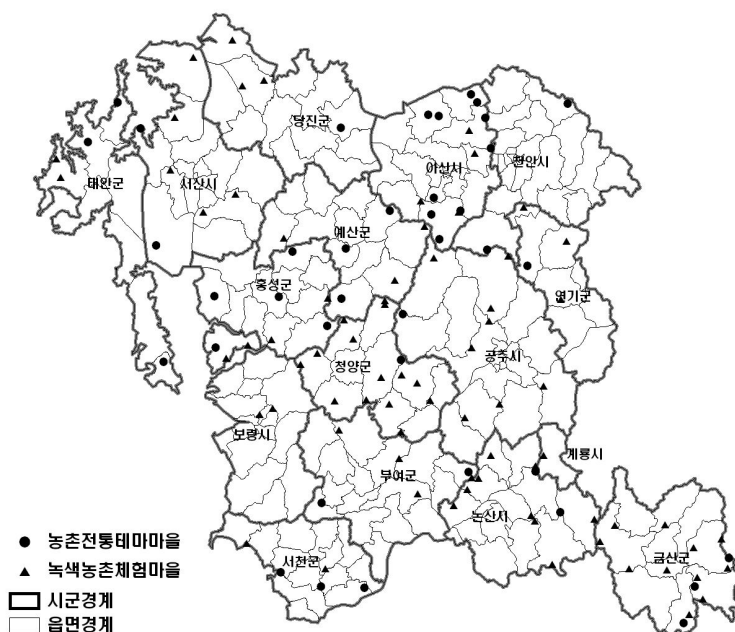 당진군
아산시
천안시
태안군
서산시
예산군
홍성군
연기군
공주시
청양군
보령시
부여군
계룡시
논산시
서천군
금산군
농촌전통테마마을
녹색농촌체험마을
시군경계
읍면경계